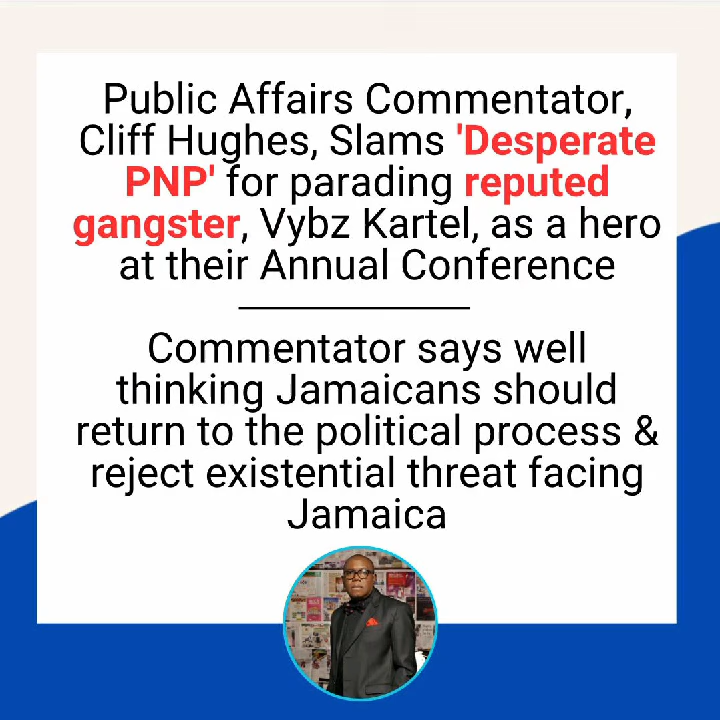 Public Affairs Commentator,
Cliff Hughes, Slams 'Desperate
PNP' for parading reputed
gangster, Vybz Kartel, as a hero
at their Annual Conference
Commentator says well
thinking Jamaicans should
return to the political process &
reject existential threat facing
Jamaica